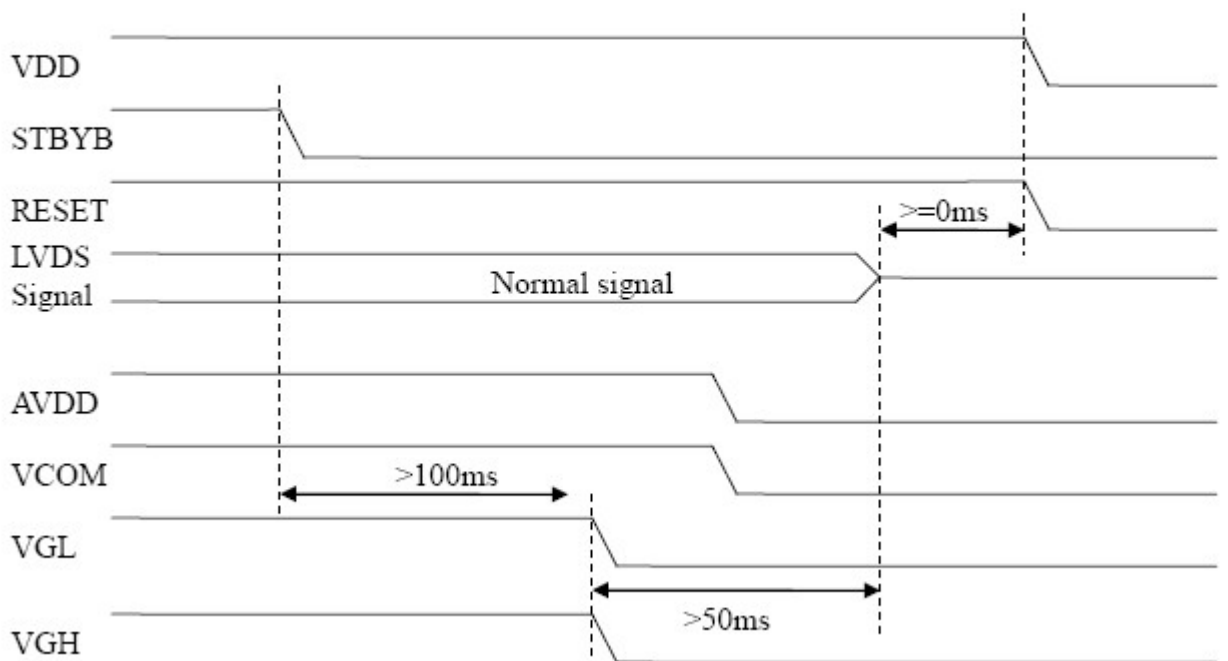 VDD
STBYB
RESET
>=0ms
LVDS
Signal
Normal signal
AVDD
VCOM
>100ms
VGL
>50ms
VGH